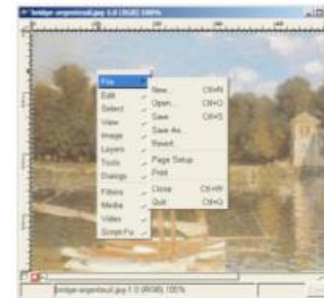 bridge-argenteuil.jpg 1.0 (RGB) 100%
File
Edit
Select
View
Image
Layers
Tools
Dialogs
Filters
Media
Video
Script-Fu
New... Ctrl+N
Open... Ctrl+O
Save Ctrl+S
Save As...
Revert
Page Setup
Print
Close Ctrl+W
Quit Ctrl+Q
bridge-argenteuil.jpg 1.0 (RGB) 100%